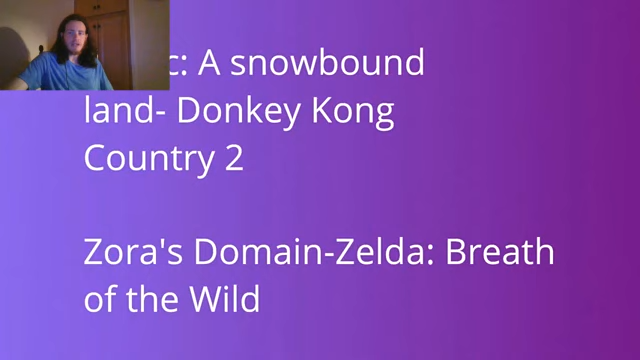 c: A snowbound
land- Donkey Kong
Country 2
Zora's Domain-Zelda: Breath
of the Wild